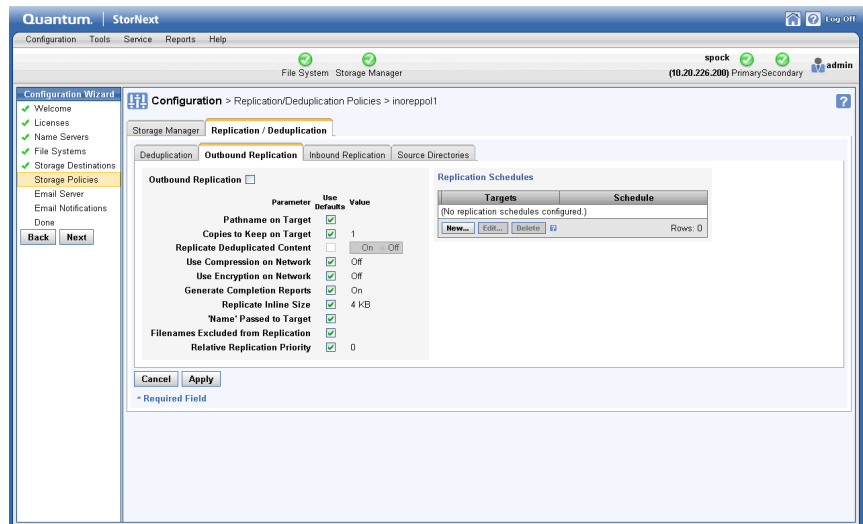 Quantum. | StorNext
Log Off
Configuration Tools Service Reports Help
File System Storage Manager
spock
(10.20.226.200) Primary Secondary
admin
Configuration Wizard
Welcome
Licenses
Name Servers
File Systems
Storage Destinations
Storage Policies
Email Server
Email Notifications
Done
Back Next
Configuration > Replication/Deduplication Policies > inoreppol1
Storage Manager Replication / Deduplication
Deduplication Outbound Replication Inbound Replication Source Directories
Outbound Replication
Parameter Use Defaults Value
Pathname on Target
Copies to Keep on Target 1
Replicate Deduplicated Content On Off
Use Compression on Network Off
Use Encryption on Network Off
Generate Completion Reports On
Replicate Inline Size 4 KB
'Name' Passed to Target
Filenames Excluded from Replication
Relative Replication Priority 0
Replication Schedules
Targets Schedule
(No replication schedules configured.)
New... Edit... Delete ? Rows: 0
Cancel Apply
* Required Field